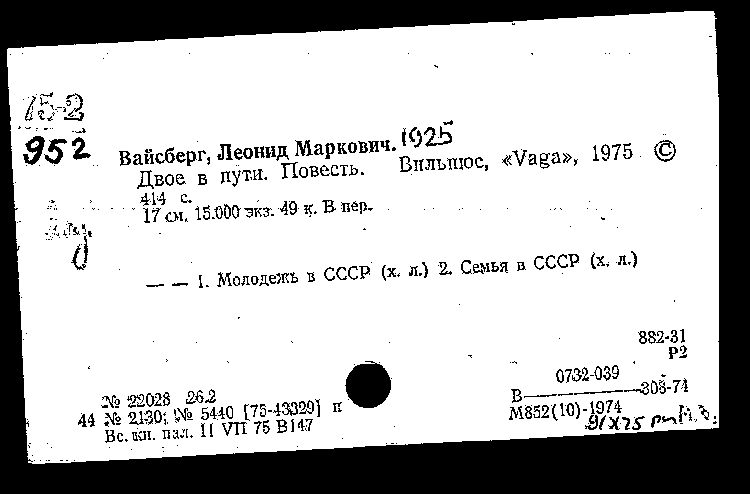 75-2
952
Вайсберг, Леонид Маркович. 1925
Двое в пути. Повесть. Вильнюс, «Vaga», 1975 ©
414 с.
17 см. 15.000 экз. 49 к. В пер.
— — 1. Молодежь в СССР (х. л.) 2. Семья в СССР (х. л.)
882-31
Р2
№ 22028 26.2
44 № 2130; № 5440 [75-43329] п
Вс. кн. пал. 11 VII 75 В147
0732-039
В———308-74
М852(10)-1974